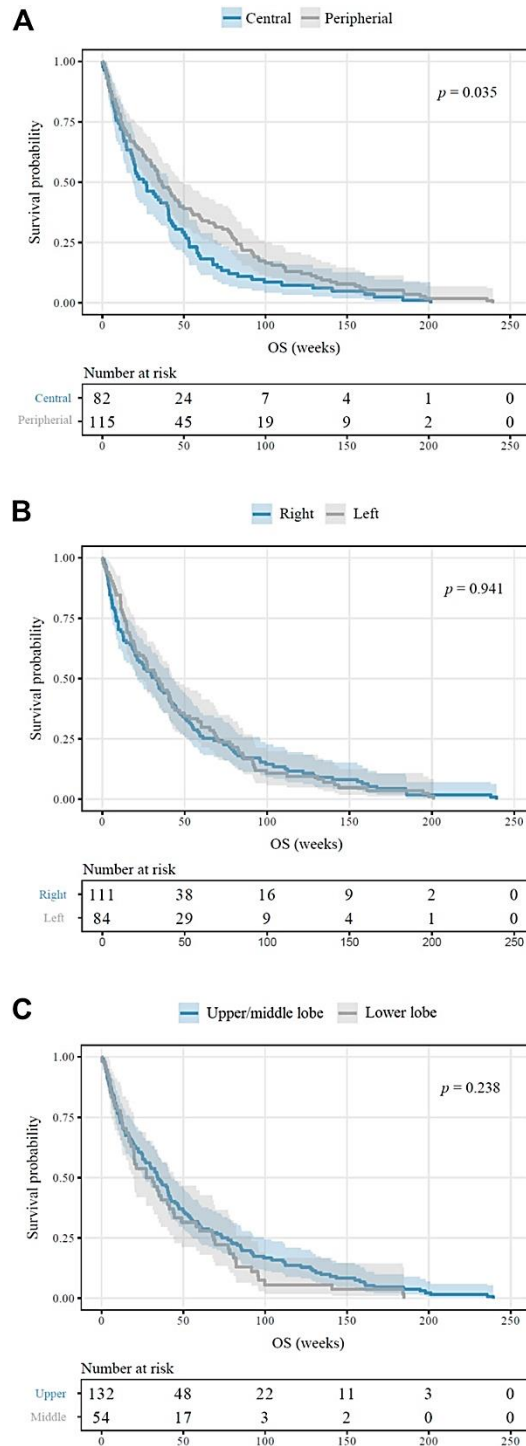 A
Central Peripherial
1.00
p = 0.035
0.75
0.50
0.25
0.00
Survival probability
0 50 100 150 200 250
OS (weeks)
Number at risk
Central 82 24 7 4 1 0
Peripherial 115 45 19 9 2 0
0 50 100 150 200 250
B
Right Left
1.00
p = 0.941
0.75
0.50
0.25
0.00
Survival probability
0 50 100 150 200 250
OS (weeks)
Number at risk
Right 111 38 16 9 2 0
Left 84 29 9 4 1 0
0 50 100 150 200 250
C
Upper/middle lobe Lower lobe
1.00
p = 0.238
0.75
0.50
0.25
0.00
Survival probability
0 50 100 150 200 250
OS (weeks)
Number at risk
Upper 132 48 22 11 3 0
Middle 54 17 3 2 0 0
0 50 100 150 200 250